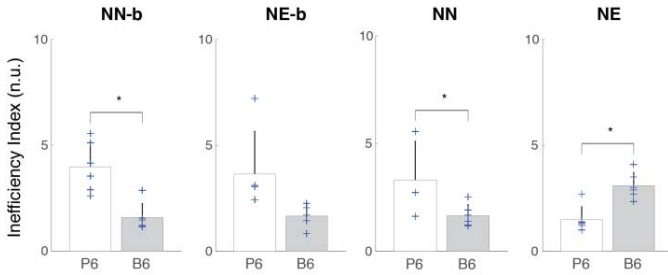 NN-b NE-b NN NE
Inefficiency Index (n.u.)
10 10 10 10
* * *
5 5 5 5
0 0 0 0
P6 B6 P6 B6 P6 B6 P6 B6